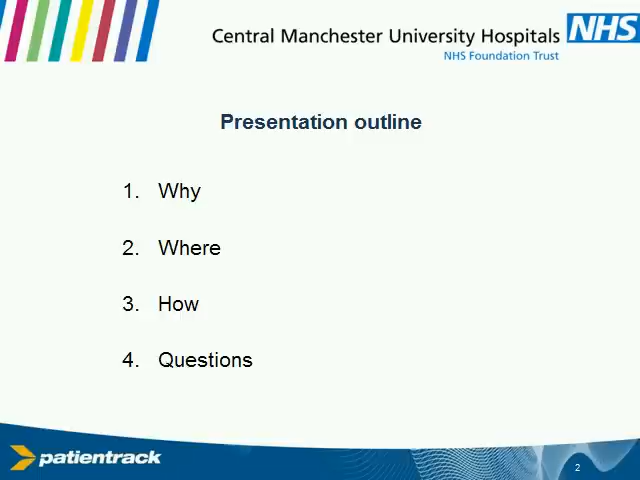 Central Manchester University Hospitals NHS
NHS Foundation Trust
Presentation outline
1. Why
2. Where
3. How
4. Questions
patientrack
2